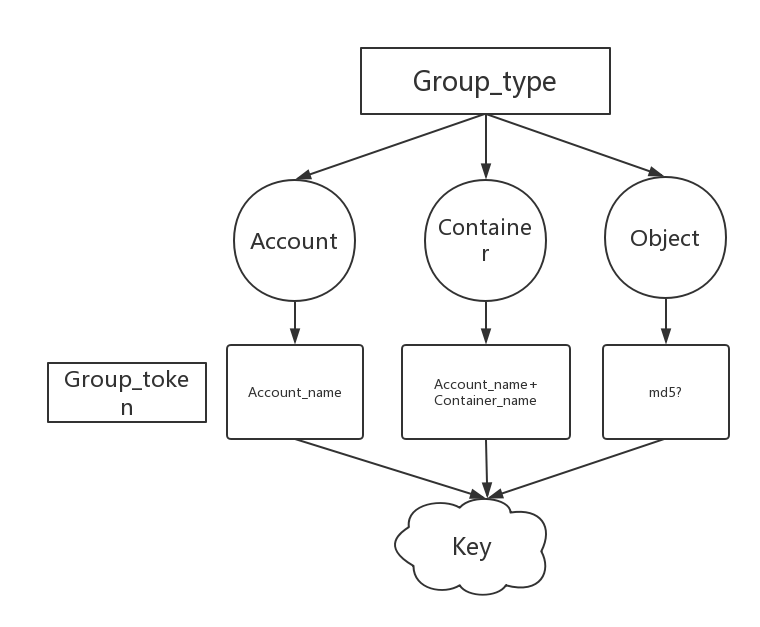 Group_type
Account
Containe
r
Object
Group_toke
n
Account_name
Account_name+
Container_name
md5?
Key